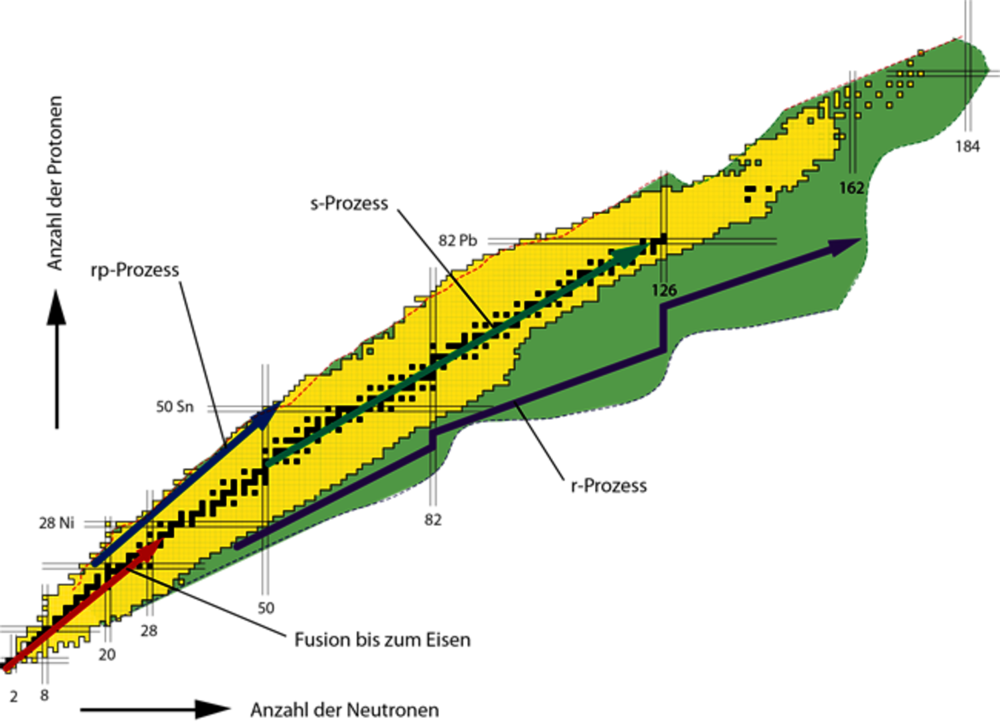 184
162
Anzahl der Protonen
s-Prozess
82 Pb
rp-Prozess
126
50 Sn
r-Prozess
28 Ni
82
50
28
Fusion bis zum Eisen
20
2
8
Anzahl der Neutronen